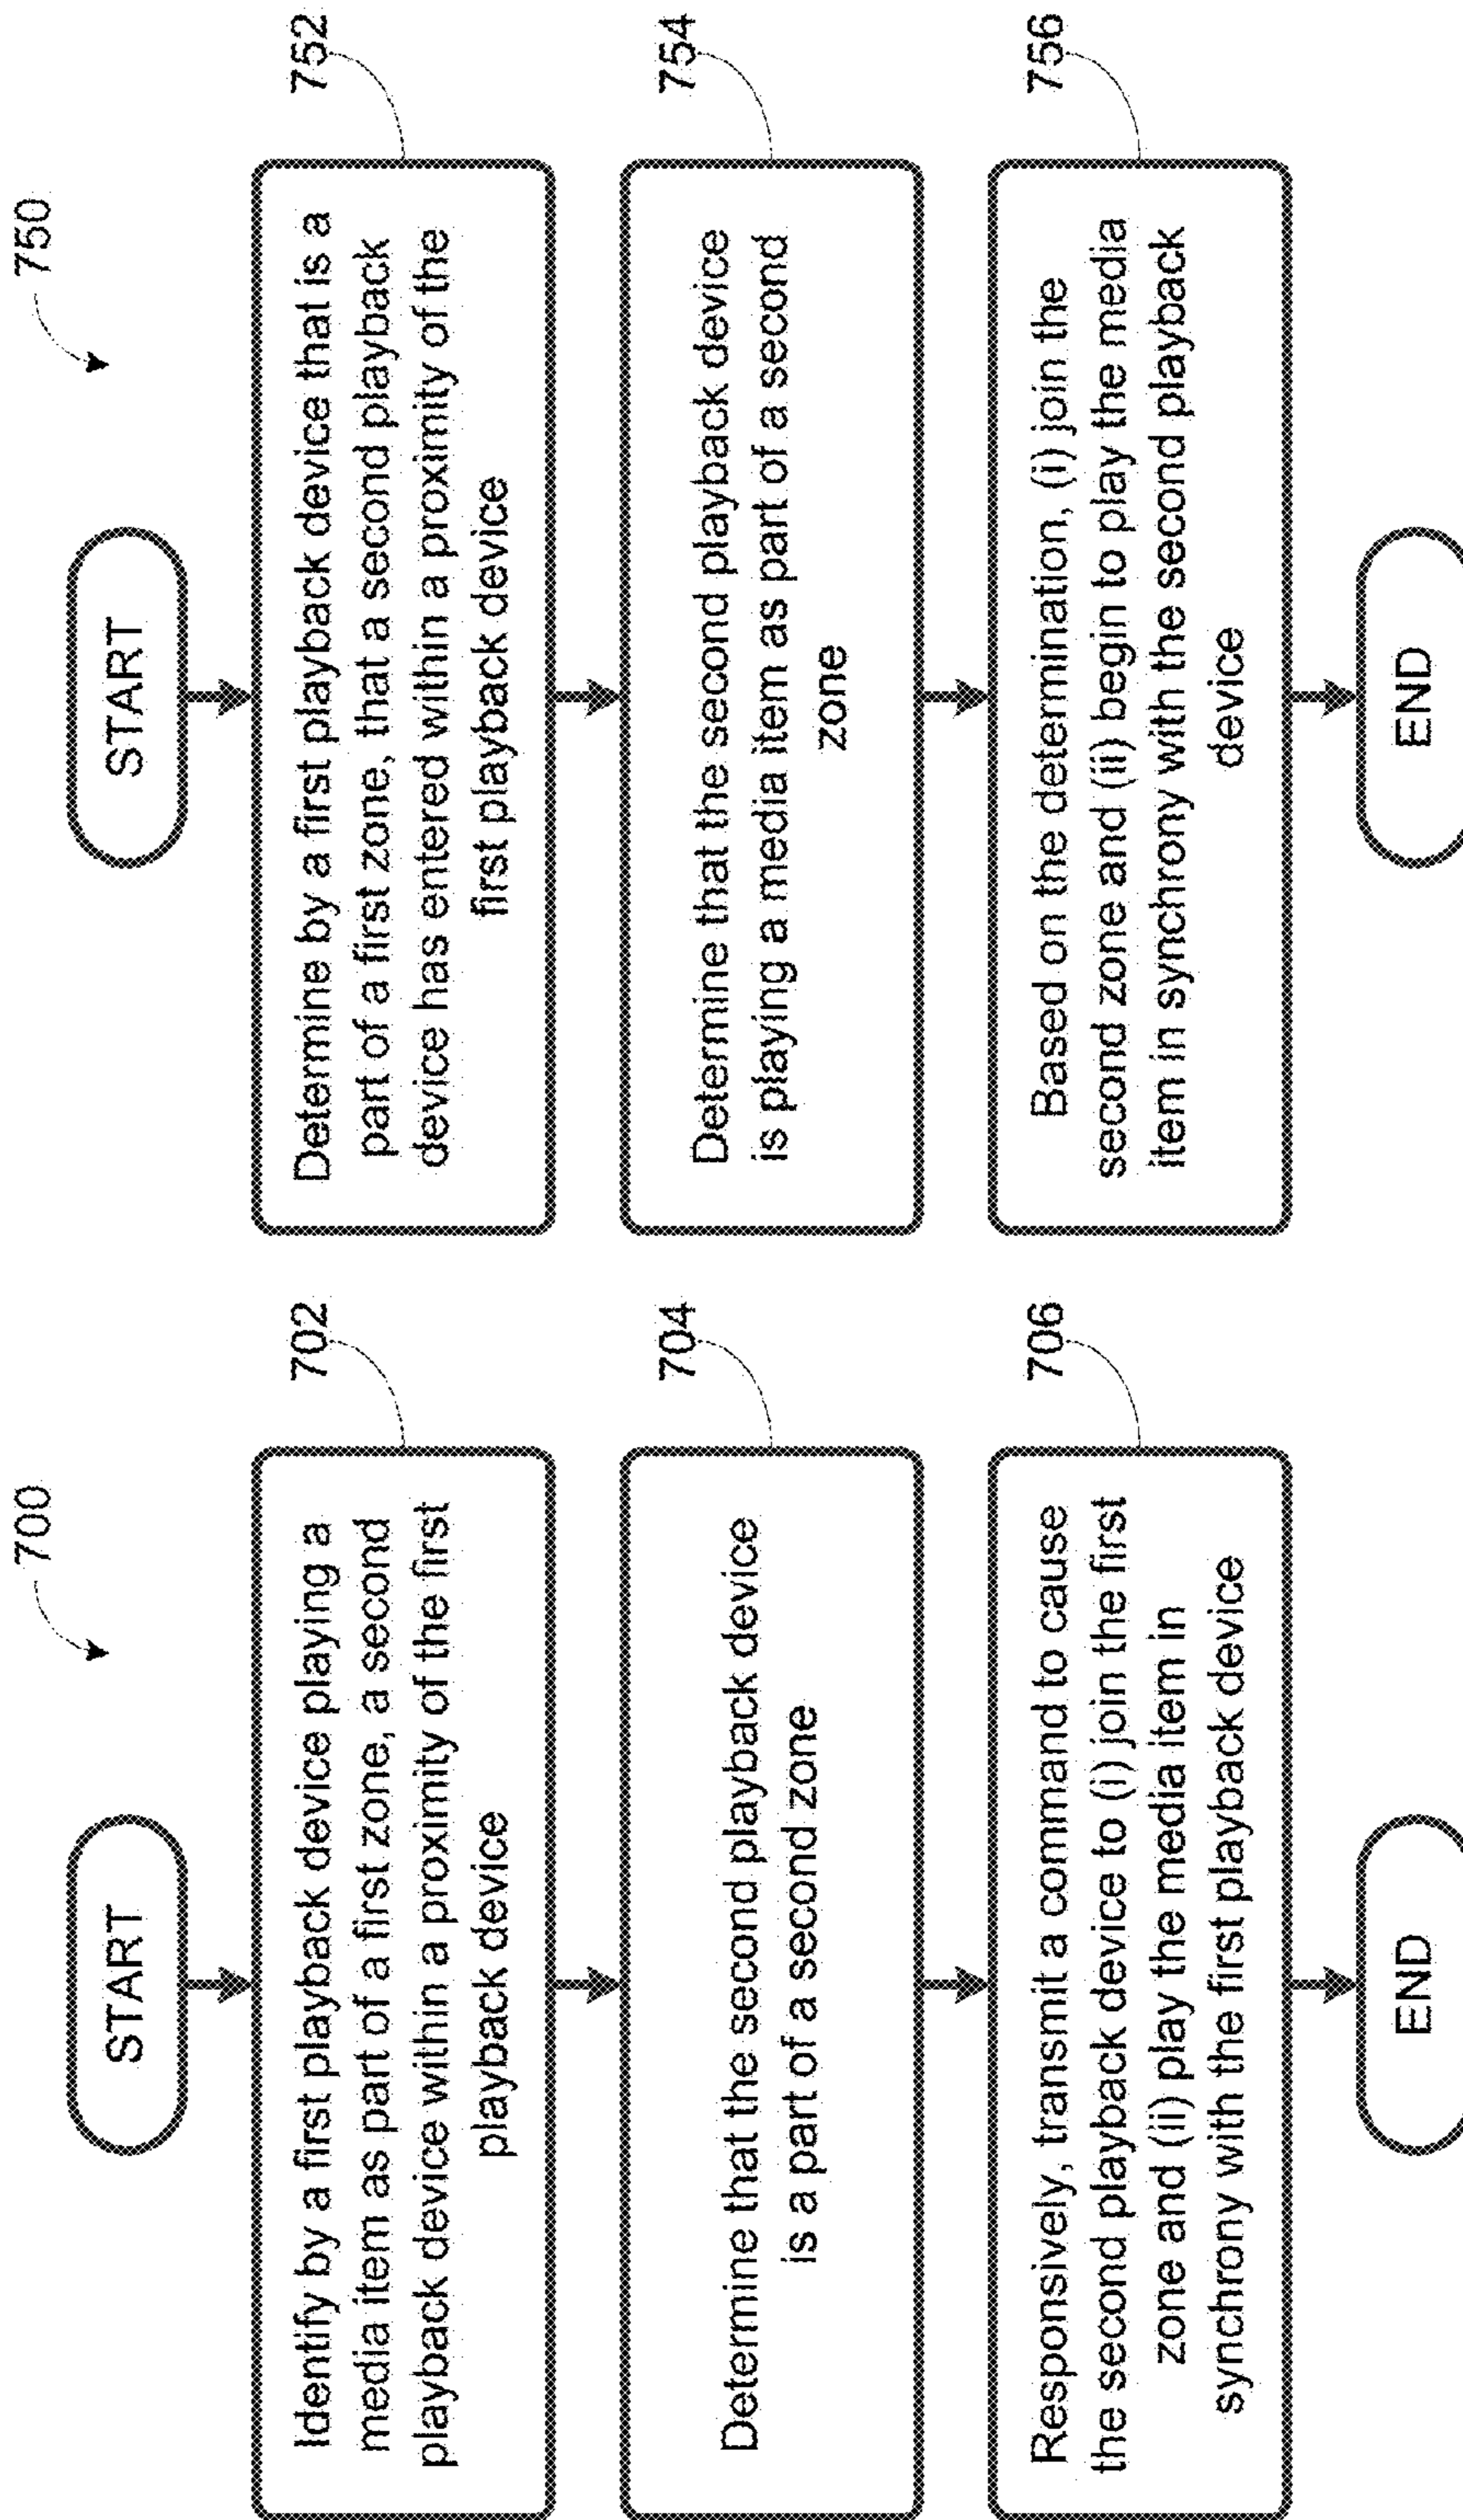 700
START
Identify by a first playback device playing a
media item as part of a first zone, a second
playback device within a proximity of the first
playback device
702
Determine that the second playback device
is a part of a second zone
704
Responsively, transmit a command to cause
the second playback device to (i) join the first
zone and (ii) play the media item in
synchrony with the first playback device
706
END
750
START
Determine by a first playback device that is a
part of a first zone, that a second playback
device has entered within a proximity of the
first playback device
752
Determine that the second playback device
is playing a media item as part of a second
zone
754
Based on the determination, (i) join the
second zone and (ii) begin to play the media
item in synchrony with the second playback
device
756
END